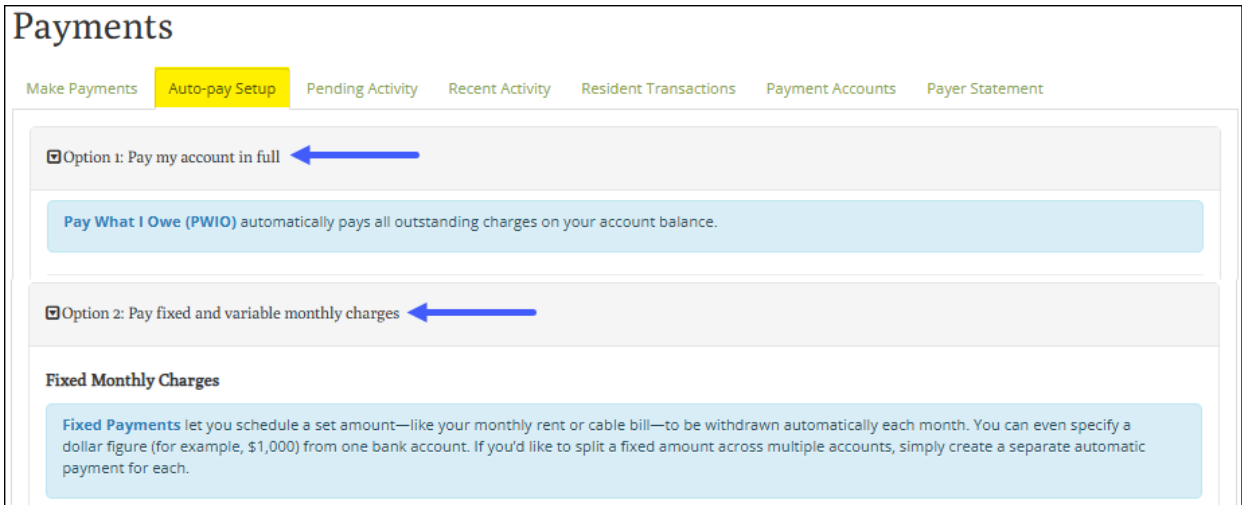 Payments
Make Payments Auto-pay Setup Pending Activity Recent Activity Resident Transactions Payment Accounts Payer Statement
Option 1: Pay my account in full
Pay What I Owe (PWIO) automatically pays all outstanding charges on your account balance.
Option 2: Pay fixed and variable monthly charges
Fixed Monthly Charges
Fixed Payments let you schedule a set amount—like your monthly rent or cable bill—to be withdrawn automatically each month. You can even specify a
dollar figure (for example, $1,000) from one bank account. If you'd like to split a fixed amount across multiple accounts, simply create a separate automatic
payment for each.